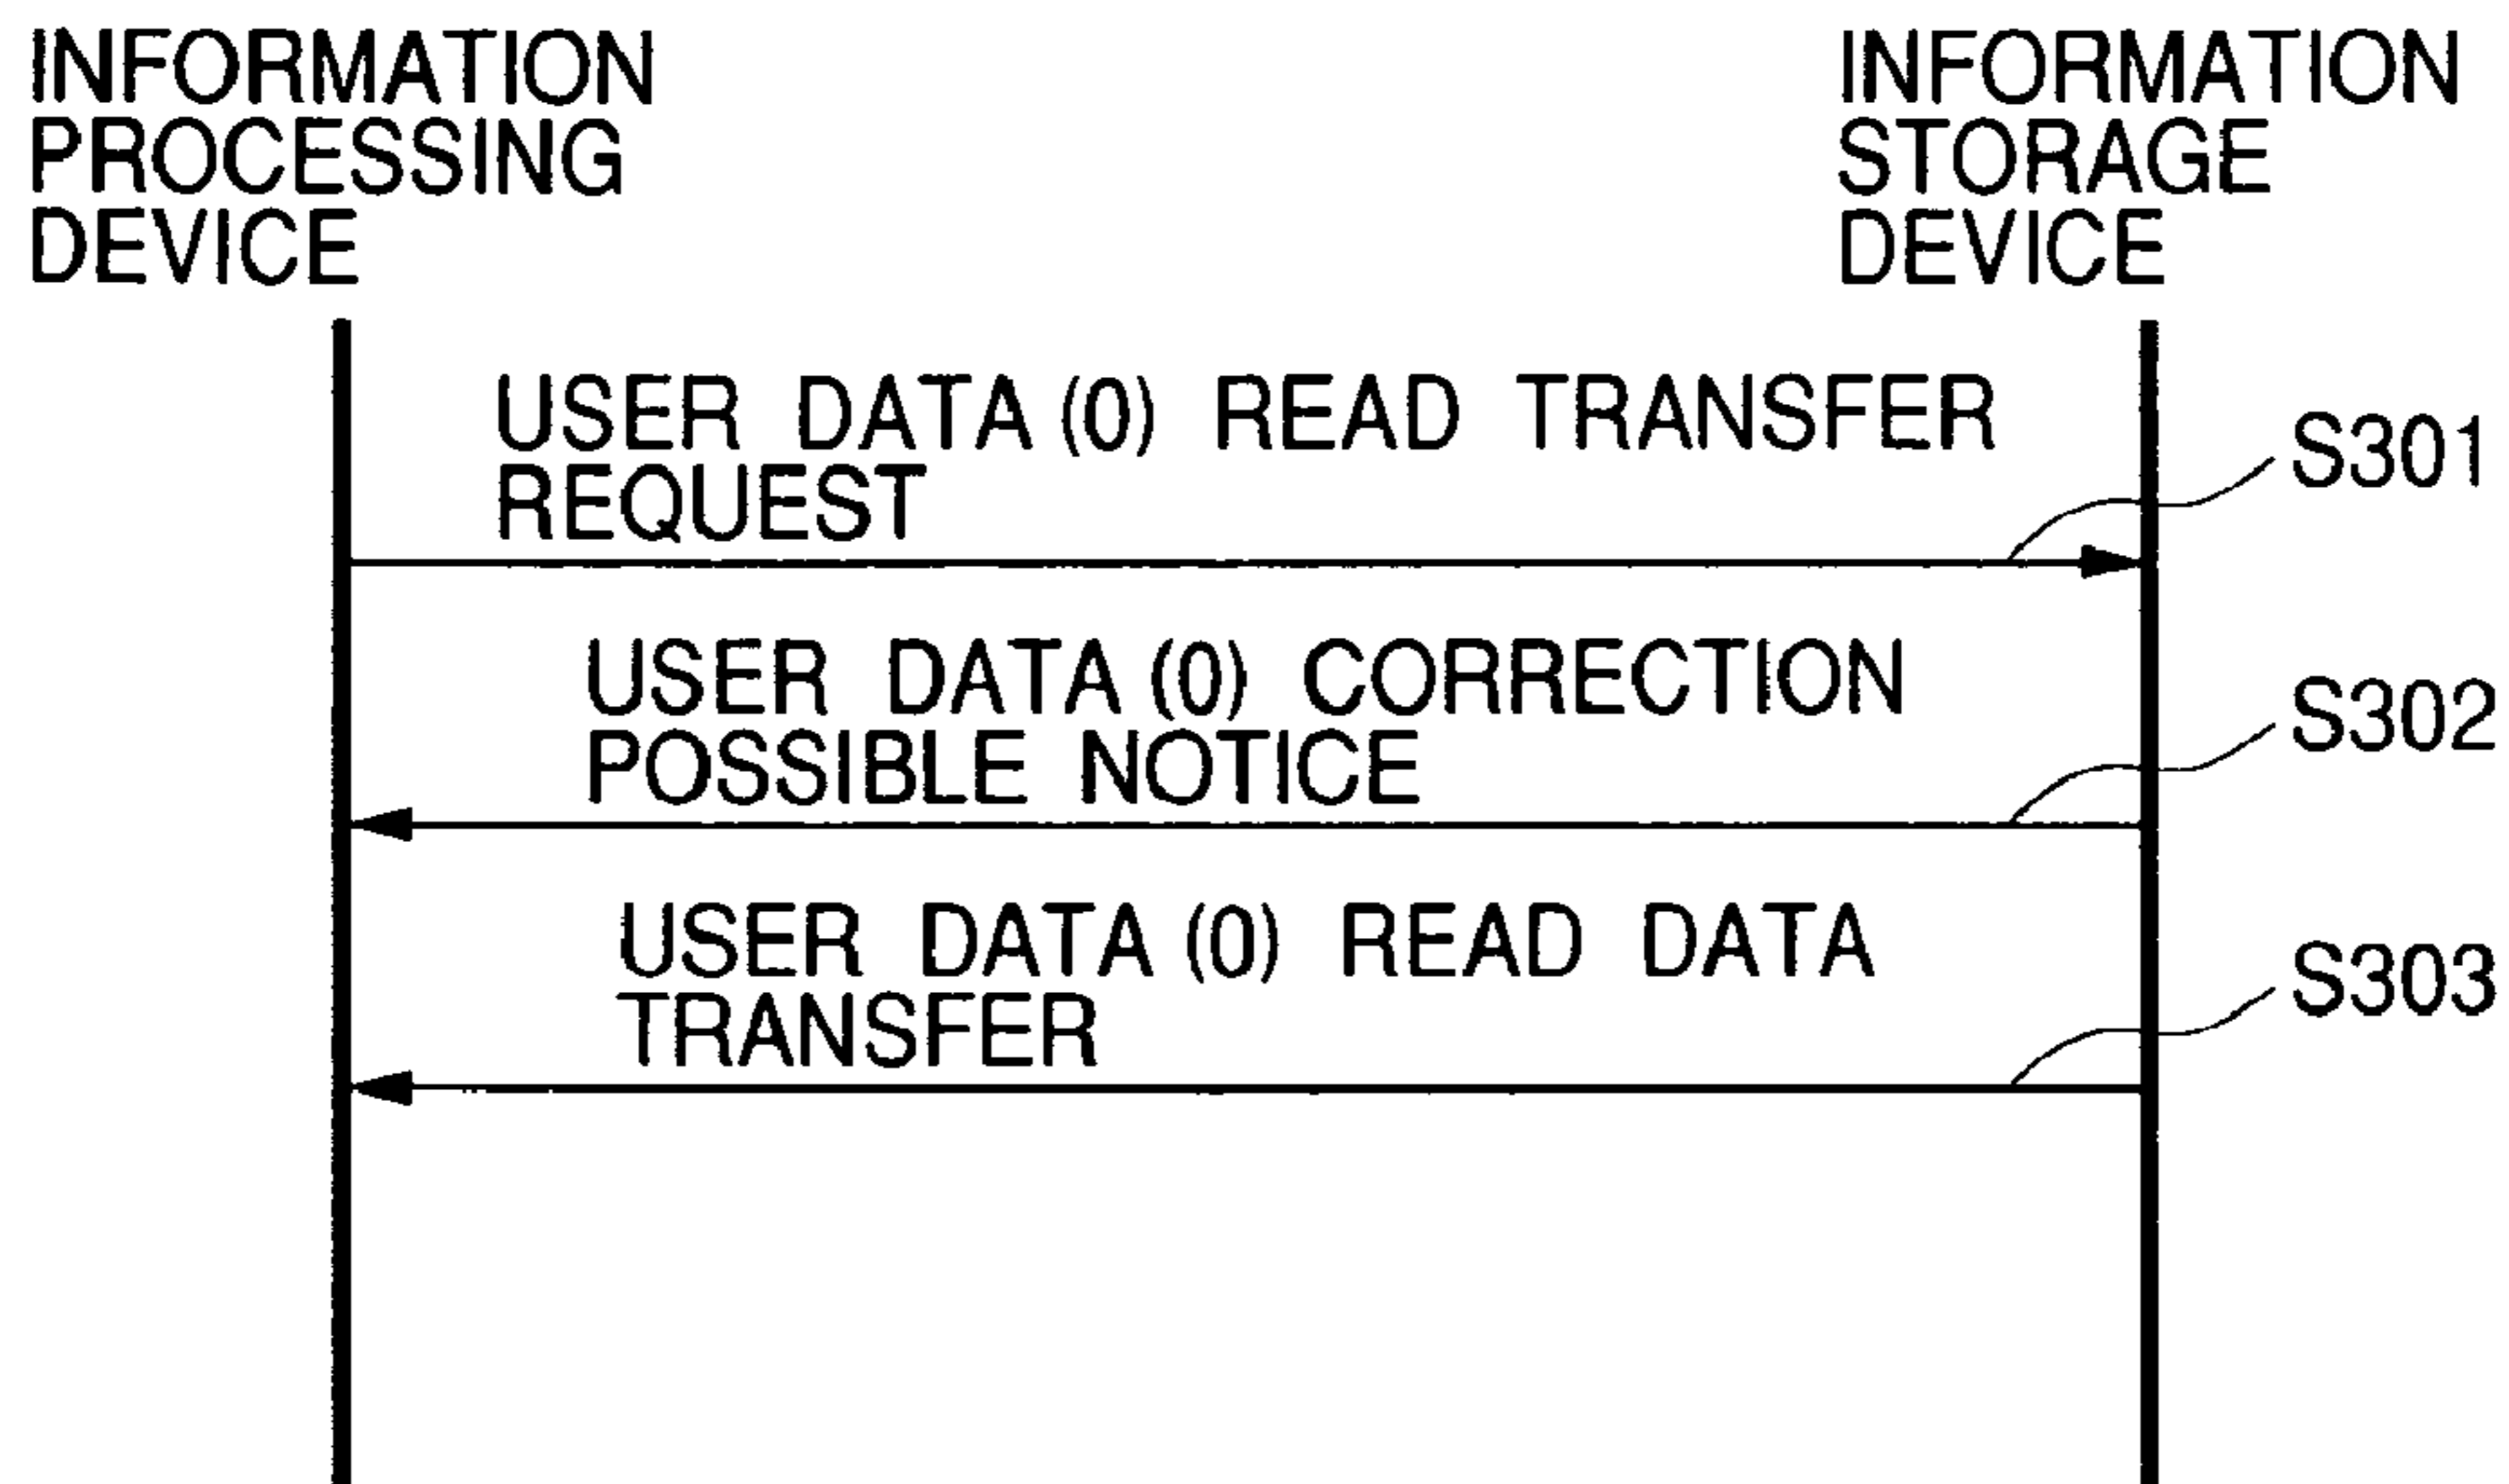 INFORMATION
PROCESSING
DEVICE
INFORMATION
STORAGE
DEVICE
USER DATA (0) READ TRANSFER
REQUEST
S301
USER DATA (0) CORRECTION
POSSIBLE NOTICE
S302
USER DATA (0) READ DATA
TRANSFER
S303